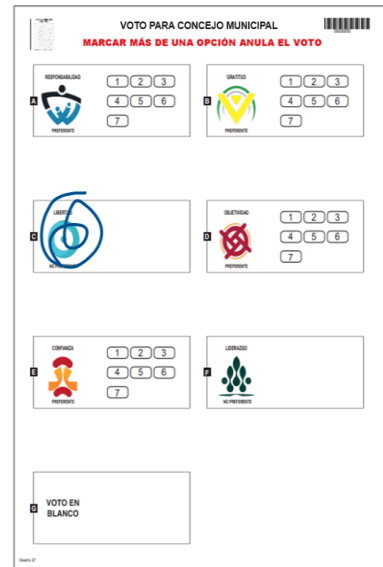 VOTO PARA CONCEJO MUNICIPAL
MARCAR MÁS DE UNA OPCIÓN ANULA EL VOTO
RESPONSABILIDAD
A
PREFERENTE
1 2 3
4 5 6
7
GRATITUD
B
PREFERENTE
1 2 3
4 5 6
7
LIBERTAD
C
NO PREFERENTE
OBJETIVIDAD
D
PREFERENTE
1 2 3
4 5 6
7
CONFIANZA
E
PREFERENTE
1 2 3
4 5 6
7
LIDERAZGO
F
NO PREFERENTE
G
VOTO EN
BLANCO